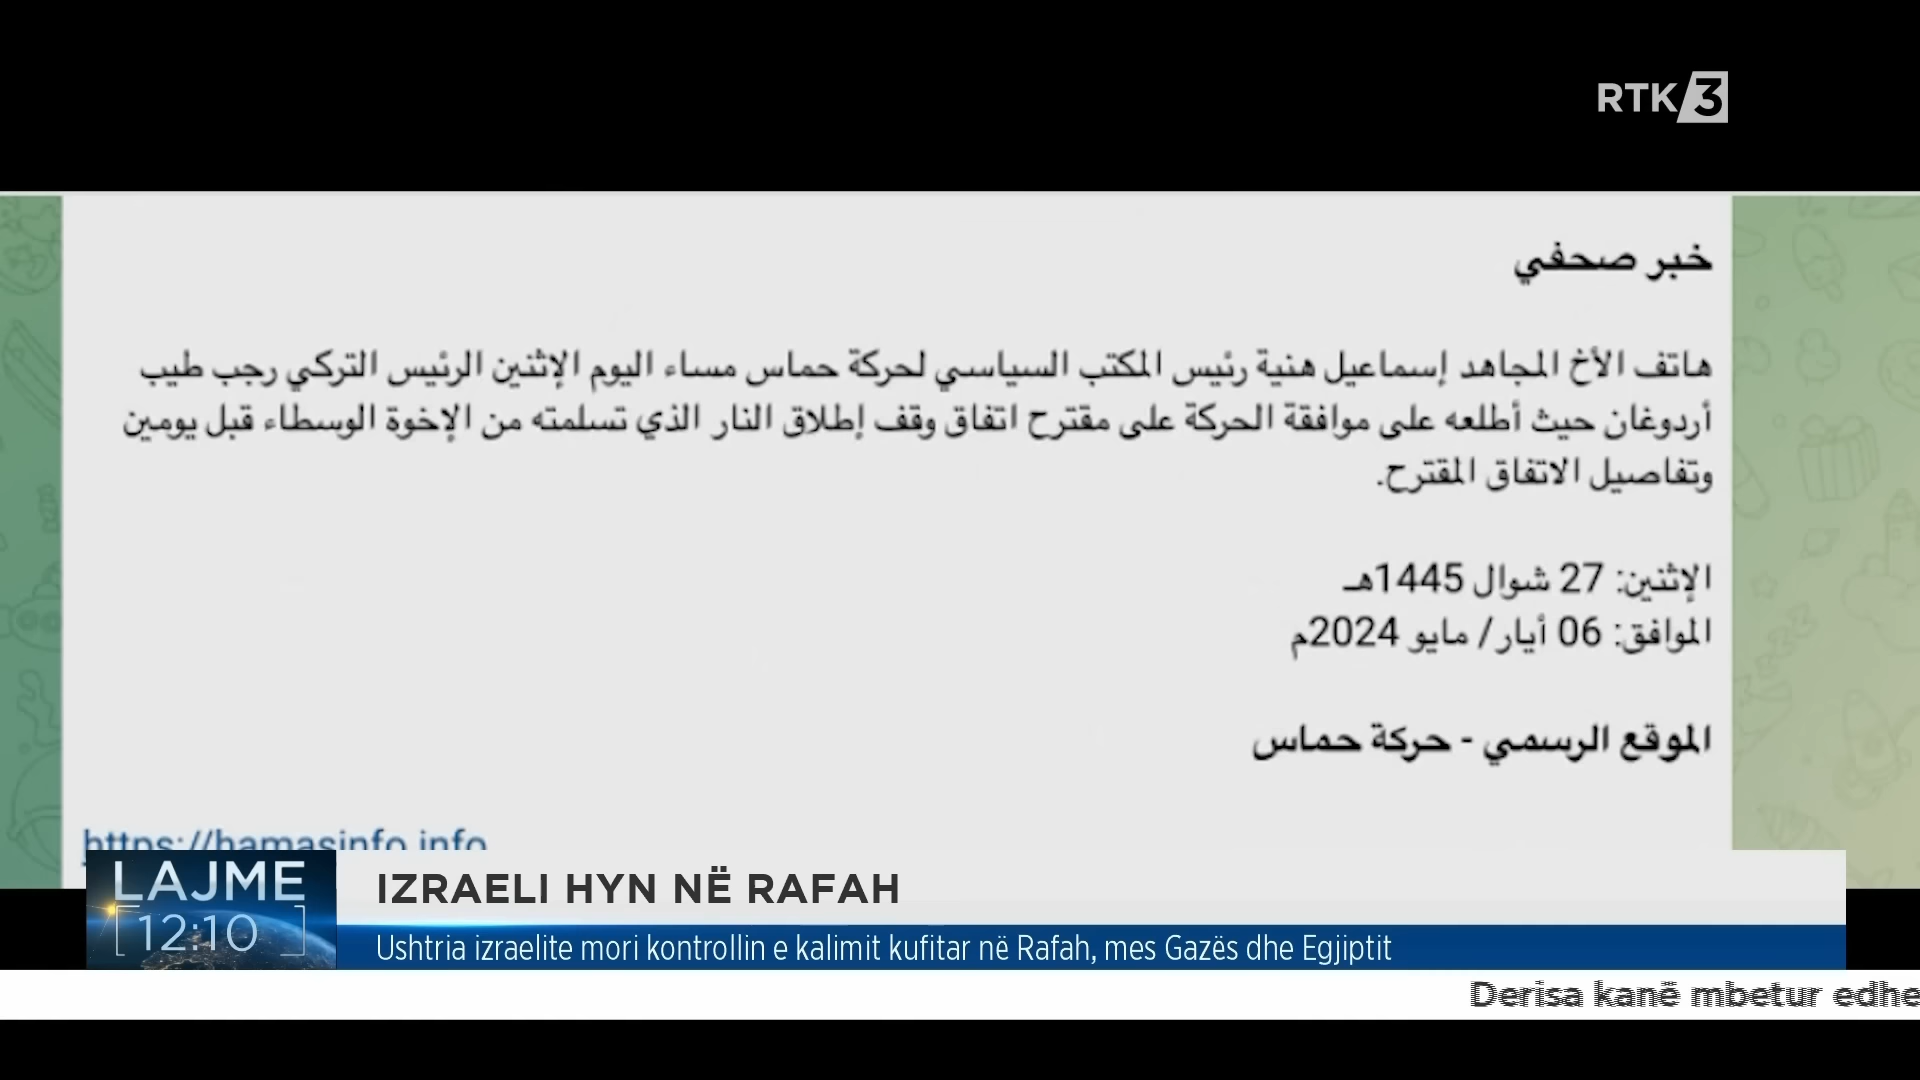 RTK 3
خبر صحفي
هاتف الأخ المجاهد إسماعيل هنية رئيس المكتب السياسي لحركة حماس مساء اليوم الإثنين الرئيس التركي رجب طيب
أردوغان حيث أطلعه على موافقة الحركة على مقترح اتفاق وقف إطلاق النار الذي تسلمته من الإخوة الوسطاء قبل يومين
وتفاصيل الاتفاق المقترح.
الإثنين: 27 شوال 1445هـ
الموافق: 06 أيار/ مايو 2024م
الموقع الرسمي - حركة حماس
https://hamasinfo.info
LAJME
12:10
IZRAELI HYN NË RAFAH
Ushtria izraelite mori kontrollin e kalimit kufitar në Rafah, mes Gazës dhe Egjiptit
Derisa kanë mbetur edhe